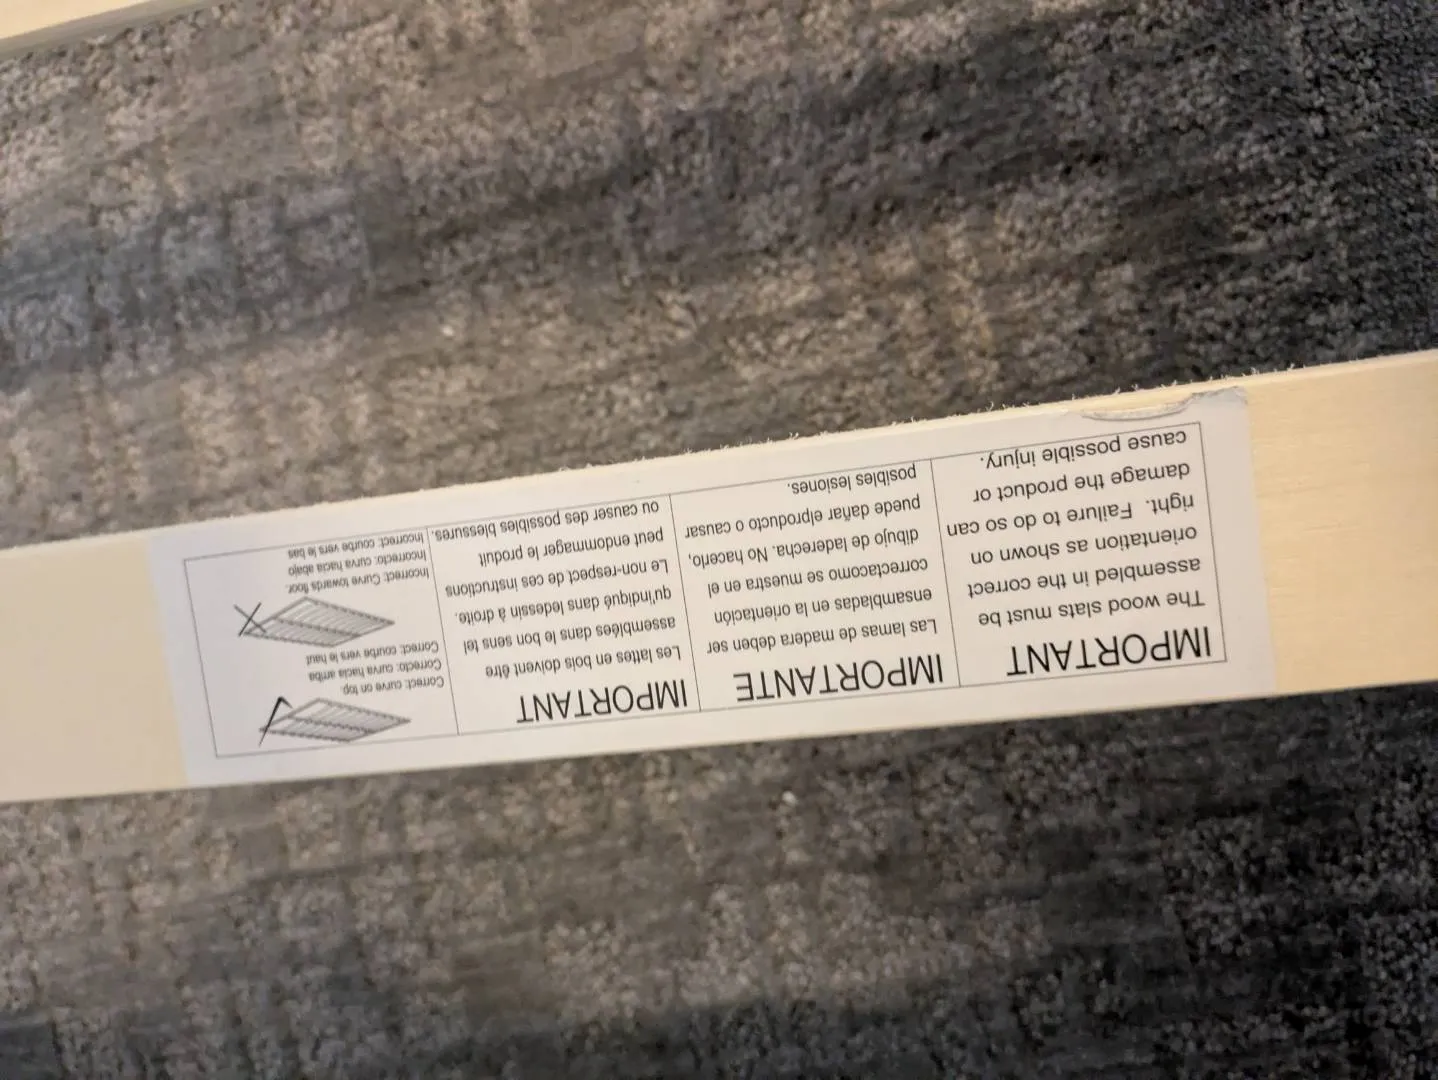 IMPORTANT
The wood slats must be
assembled in the correct
orientation as shown on
right. Failure to do so can
damage the product or
cause possible injury.
IMPORTANTE
Las lamas de madera deben ser
ensambladas en la orientación
correctacomo se muestra en el
dibujo de laderecha. No hacerlo,
puede dañar elproducto o causar
posibles lesiones.
IMPORTANT
Les lattes en bois doivent être
assemblées dans le bon sens tel
qu'indiqué dans ledessin à droite.
Le non-respect de ces instructions
peut endommager le produit
ou causer des possibles blessures.
Correct: curve on top.
Correcto: curva hacia arriba
Correct: courbe vers le haut
Incorrect: Curve towards floor.
Incorrecto: curva hacia abajo
Incorrect: courbe vers le bas